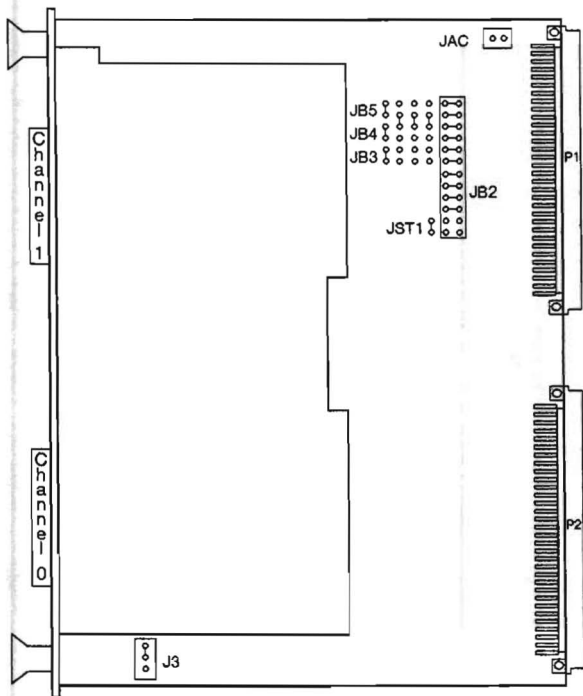 JAC
JB5
JB4
JB3
JB2
JST1
P1
Channel 1
Channel 0
P2
J3